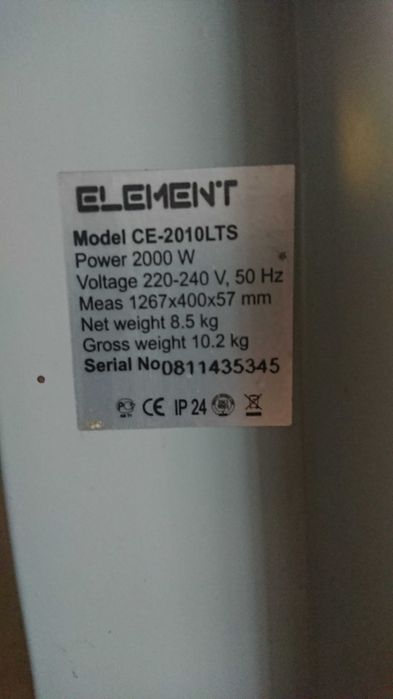 ELEMENT
Model CE-2010LTS
Power 2000 W
Voltage 220-240 V, 50 Hz
Meas 1267x400x57 mm
Net weight 8.5 kg
Gross weight 10.2 kg
Serial No0811435345
CE IP 24